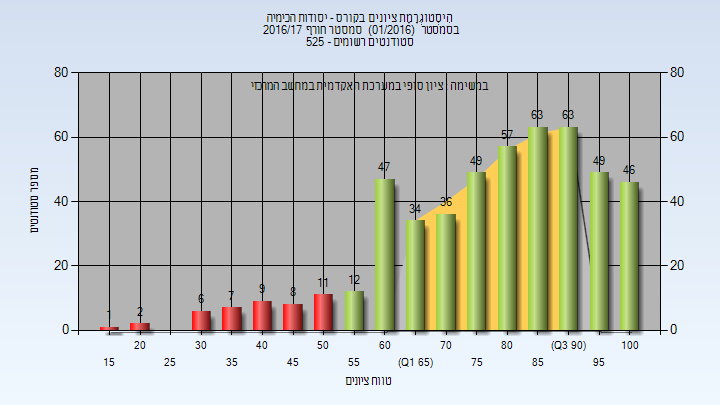 היסטוגרמת ציונים בקורס - יסודות הכימיה
בסמסטר (01/2016) סמסטר חורף 2016/17
סטודנטים רשומים - 525
במשימה : ציון סופי במערכת האקדמית במחשב המרכזי
מספר סטודנטים
80 80
60 60
40 40
20 20
0 0
1 2 6 7 9 8 11 12 47 34 36 49 57 63 63 49 46
20 30 40 50 60 70 80 (Q3 90) 100
15 25 35 45 55 (Q1 65) 75 85 95
טווח ציונים